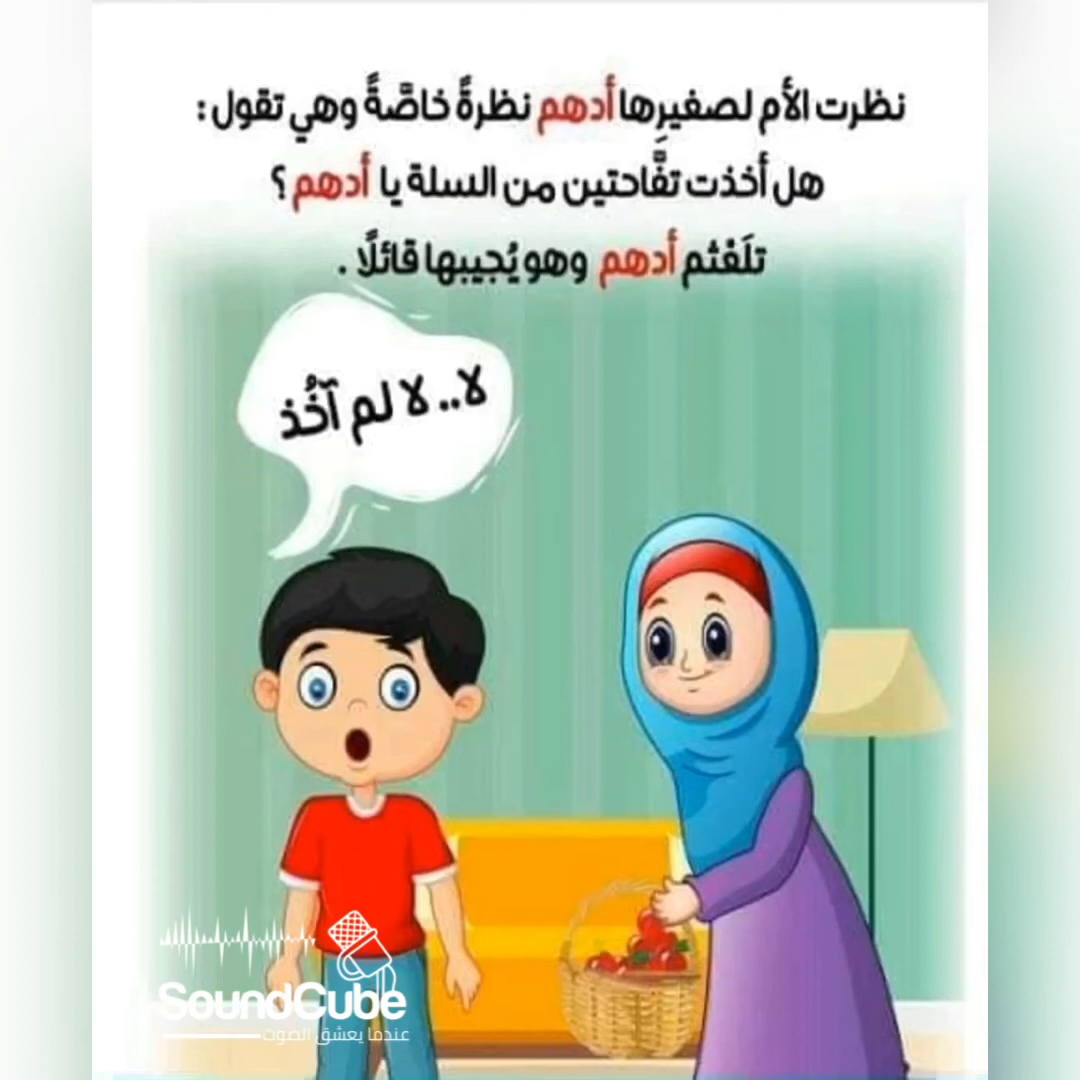 نظرت الأم لصغيرِها أدهم نظرةً خاصَّةً وهي تقول :
هل أخذت تفَّاحتين من السلة يا أدهم ؟
تلَعْثم أدهم وهو يُجيبها قائلًا .
لا.. لا لم آخُذ
SoundCube
عندما يعشق الصوت